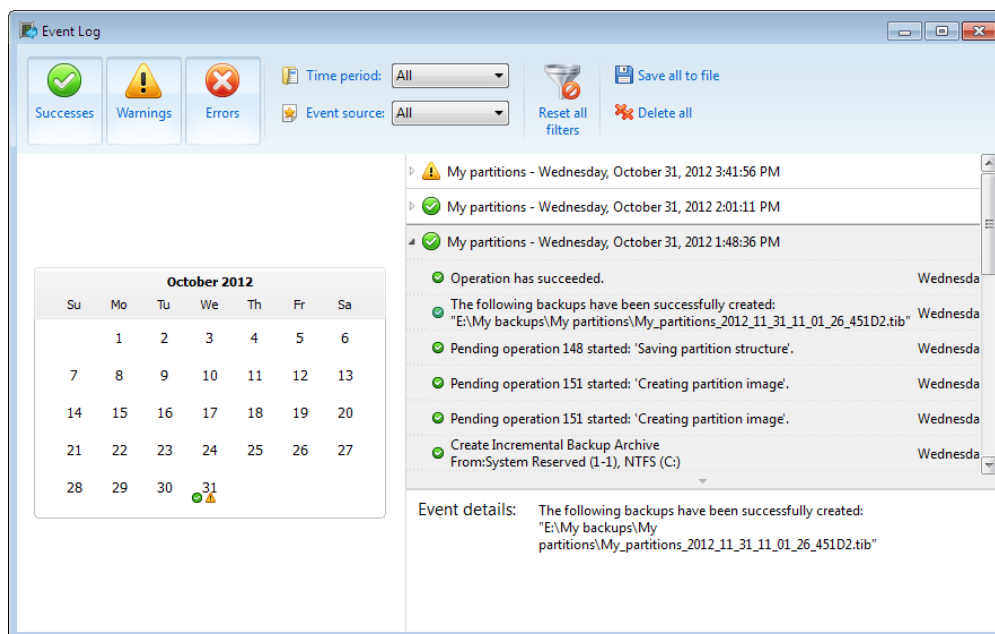 Event Log
Successes
Warnings
Errors
Time period: All
Event source: All
Reset all
filters
Save all to file
Delete all
October 2012
Su Mo Tu We Th Fr Sa
1 2 3 4 5 6
7 8 9 10 11 12 13
14 15 16 17 18 19 20
21 22 23 24 25 26 27
28 29 30 31
My partitions - Wednesday, October 31, 2012 3:41:56 PM
My partitions - Wednesday, October 31, 2012 2:01:11 PM
My partitions - Wednesday, October 31, 2012 1:48:36 PM
Operation has succeeded. Wednesda
The following backups have been successfully created:
"E:\My backups\My partitions\My_partitions_2012_11_31_11_01_26_451D2.tib" Wednesda
Pending operation 148 started: 'Saving partition structure'. Wednesda
Pending operation 151 started: 'Creating partition image'. Wednesda
Pending operation 151 started: 'Creating partition image'. Wednesda
Create Incremental Backup Archive
From:System Reserved (1-1), NTFS (C:) Wednesda
Event details: The following backups have been successfully created:
"E:\My backups\My
partitions\My_partitions_2012_11_31_11_01_26_451D2.tib"